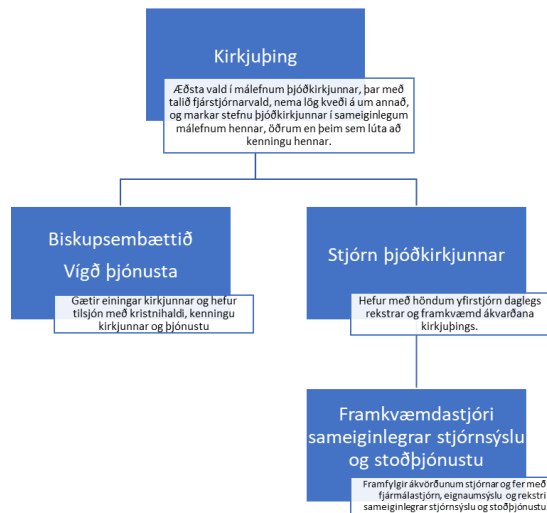 Kirkjuþing
Æðsta vald í málefnum þjóðkirkjunnar, þar með
talið fjárstjórnarvald, nema lög kveði á um annað,
og markar stefnu þjóðkirkjunnar í sameiginlegum
málefnum hennar, öðrum en þeim sem lúta að
kenningu hennar.
Biskupsembættið
Vígð þjónusta
Gætir einingar kirkjunnar og hefur
tilsjón með kristnihaldi, kenningu
kirkjunnar og þjónustu
Stjórn þjóðkirkjunnar
Hefur með höndum yfirstjórn daglegs
rekstrar og framkvæmd ákvarðana
kirkjuþings.
Framkvæmdastjóri
sameiginlegrar stjórnsýslu
og stoðþjónustu
Framfylgir ákvörðunum stjórnar og fer með
fjármálastjórn, eignaumsýslu og rekstri
sameiginlegrar stjórnsýslu og stoðþjónustu